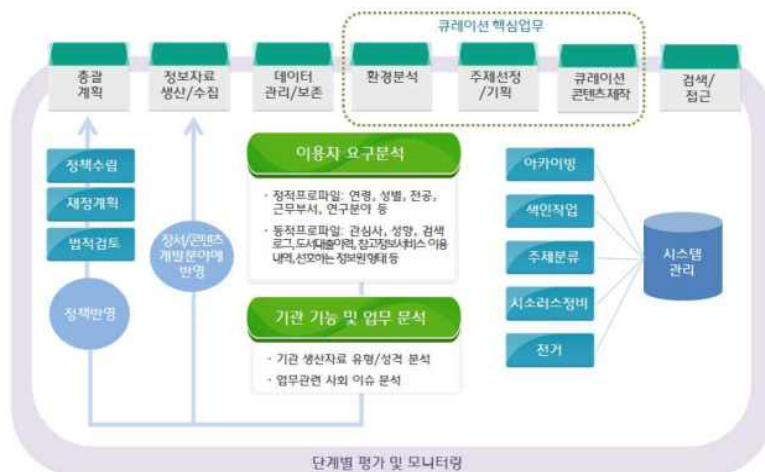 큐레이션 핵심업무
총괄
계획
정보자료
생산/수집
데이터
관리/보존
환경분석
주제선정
/기획
큐레이션
콘텐츠제작
검색/
접근
정책수립
재정계획
법적검토
정책반영
장서/콘텐츠
개발분야에
반영
이용자 요구분석
· 정적프로파일: 연령, 성별, 전공,
근무부서, 연구분야 등
· 동적프로파일: 관심사, 성향, 검색
로그, 도서대출이력, 참고정보서비스 이용
내역, 선호하는 정보원 형태 등
기관 기능 및 업무 분석
· 기관 생산자료 유형/성격 분석
· 업무관련 사회 이슈 분석
아카이빙
색인작업
주제분류
시소러스정비
전거
시스템
관리
단계별 평가 및 모니터링